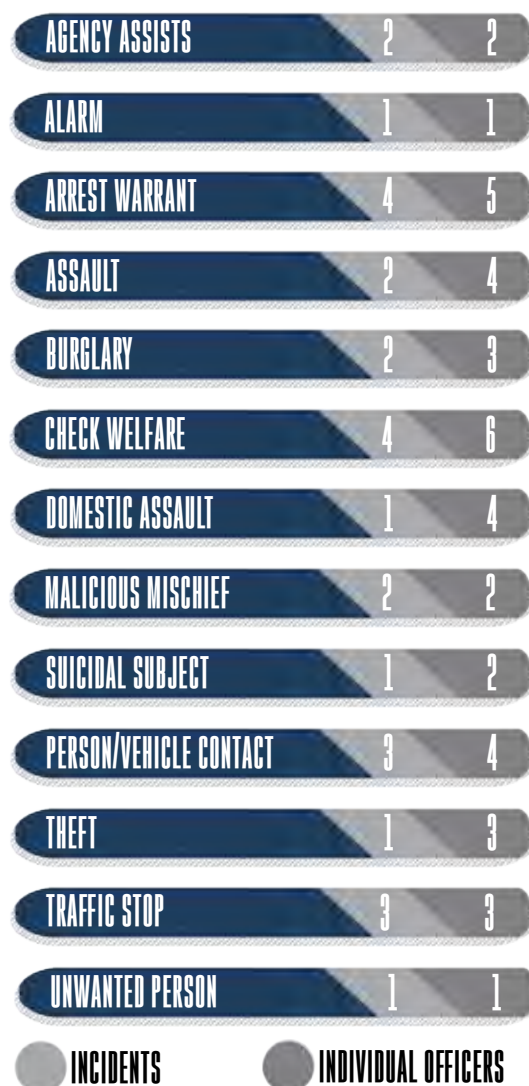 AGENCY ASSISTS 2 2
ALARM 1 1
ARREST WARRANT 4 5
ASSAULT 2 4
BURGLARY 2 3
CHECK WELFARE 4 6
DOMESTIC ASSAULT 1 4
MALICIOUS MISCHIEF 2 2
SUICIDAL SUBJECT 1 2
PERSON/VEHICLE CONTACT 3 4
THEFT 1 3
TRAFFIC STOP 3 3
UNWANTED PERSON 1 1
INCIDENTS INDIVIDUAL OFFICERS